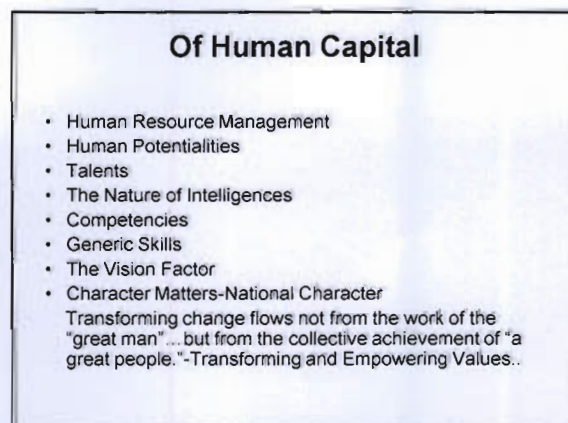 Of Human Capital
• Human Resource Management
• Human Potentialities
• Talents
• The Nature of Intelligences
• Competencies
• Generic Skills
• The Vision Factor
• Character Matters-National Character
Transforming change flows not from the work of the
"great man"... but from the collective achievement of "a
great people."-Transforming and Empowering Values..